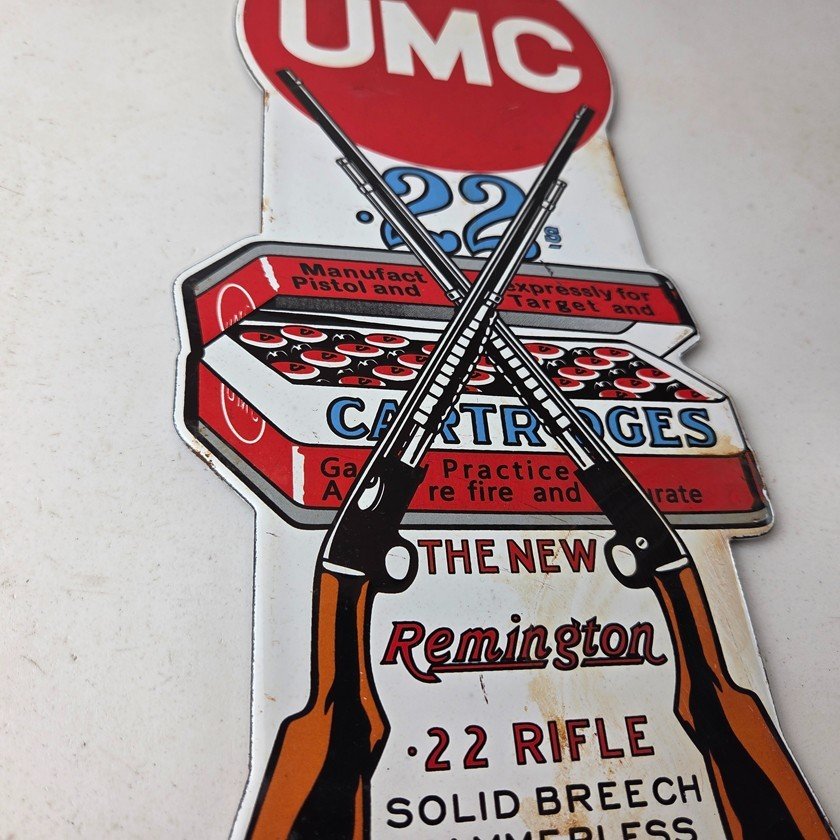 UMC
.22s
Manufact expressly for
Pistol and Target and
UMC
CARTRIDGES
Practice,
re fire and
THE NEW
Remington
.22 RIFLE
SOLID BREECH